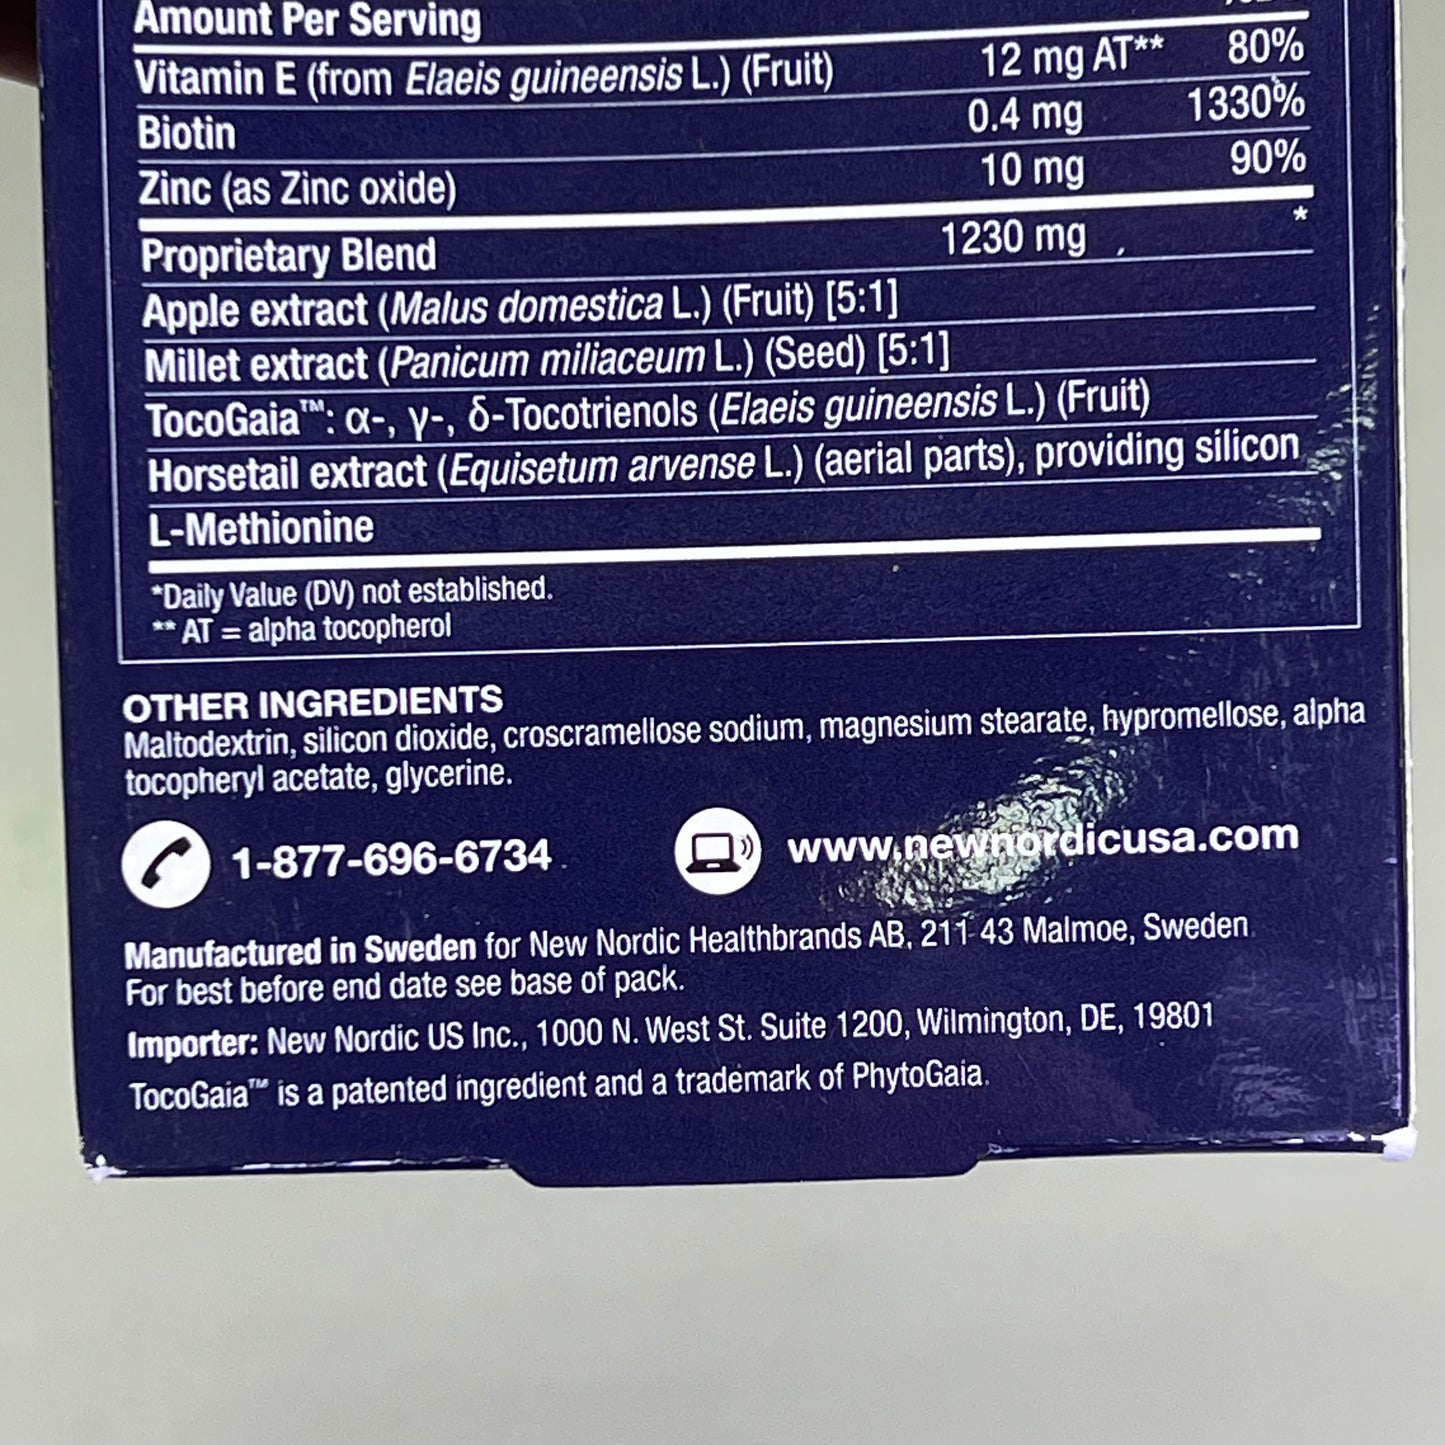 Amount Per Serving
Vitamin E (from Elaeis guineensis L.) (Fruit) 12 mg AT** 80%
Biotin 0.4 mg 1330%
Zinc (as Zinc oxide) 10 mg 90%
Proprietary Blend 1230 mg *
Apple extract (Malus domestica L.) (Fruit) [5:1]
Millet extract (Panicum miliaceum L.) (Seed) [5:1]
TocoGaia™: α-, γ-, δ-Tocotrienols (Elaeis guineensis L.) (Fruit)
Horsetail extract (Equisetum arvense L.) (aerial parts), providing silicon
L-Methionine
*Daily Value (DV) not established.
** AT = alpha tocopherol
OTHER INGREDIENTS
Maltodextrin, silicon dioxide, croscramellose sodium, magnesium stearate, hypromellose, alpha
tocopheryl acetate, glycerine.
1-877-696-6734 www.newnordicusa.com
Manufactured in Sweden for New Nordic Healthbrands AB, 211 43 Malmoe, Sweden
For best before end date see base of pack.
Importer: New Nordic US Inc., 1000 N. West St. Suite 1200, Wilmington, DE, 19801
TocoGaia™ is a patented ingredient and a trademark of PhytoGaia.